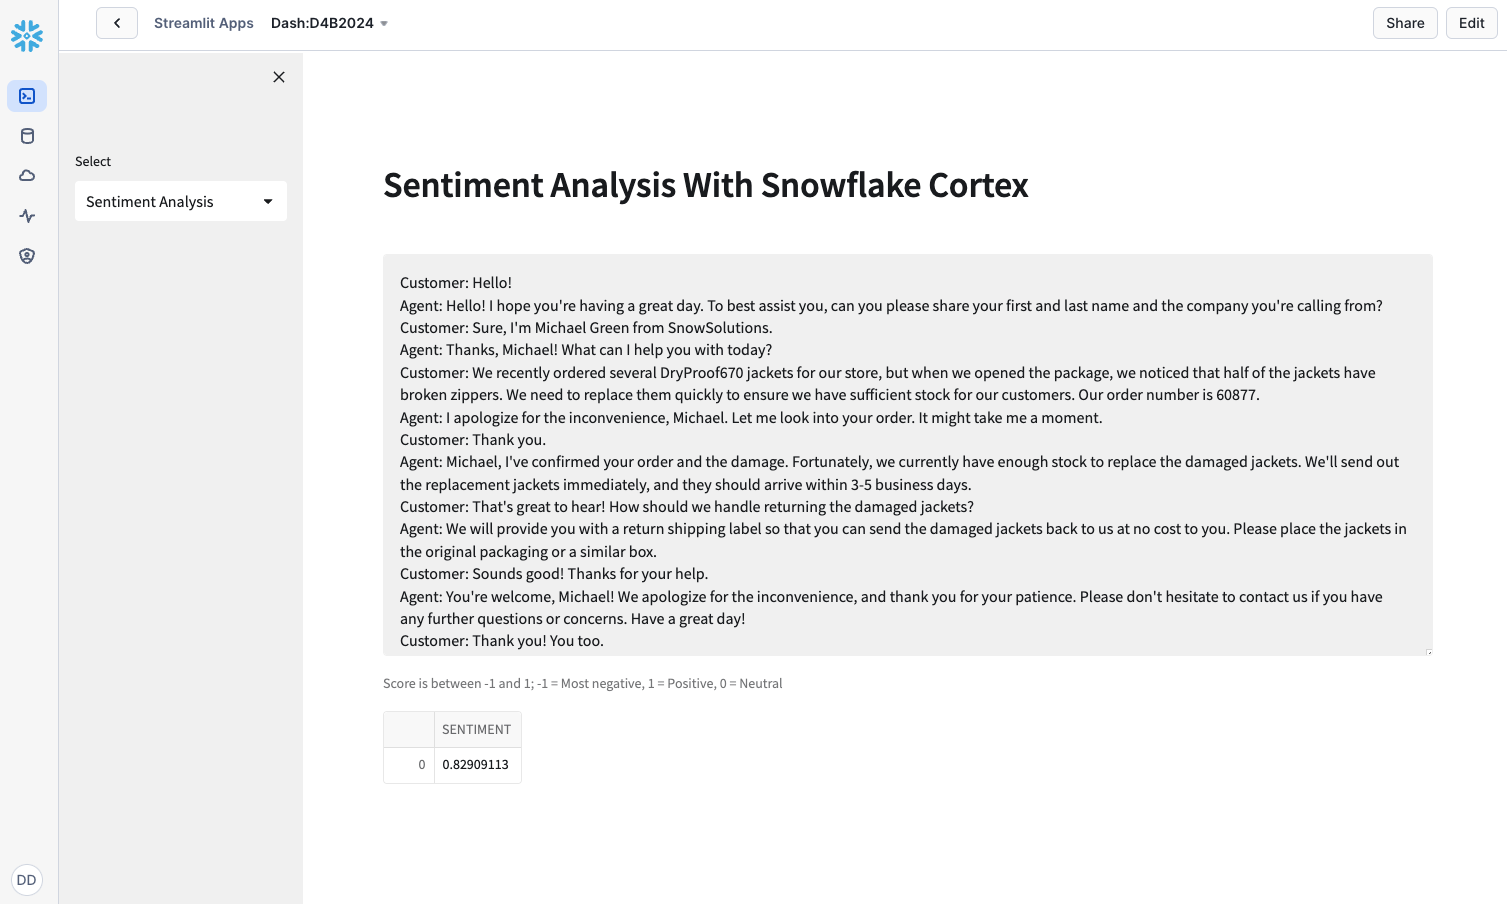 Streamlit Apps
Dash:D4B2024
Share
Edit
Select
Sentiment Analysis
Sentiment Analysis With Snowflake Cortex
Customer: Hello!
Agent: Hello! I hope you're having a great day. To best assist you, can you please share your first and last name and the company you're calling from?
Customer: Sure, I'm Michael Green from SnowSolutions.
Agent: Thanks, Michael! What can I help you with today?
Customer: We recently ordered several DryProof670 jackets for our store, but when we opened the package, we noticed that half of the jackets have
broken zippers. We need to replace them quickly to ensure we have sufficient stock for our customers. Our order number is 60877.
Agent: I apologize for the inconvenience, Michael. Let me look into your order. It might take me a moment.
Customer: Thank you.
Agent: Michael, I've confirmed your order and the damage. Fortunately, we currently have enough stock to replace the damaged jackets. We'll send out
the replacement jackets immediately, and they should arrive within 3-5 business days.
Customer: That's great to hear! How should we handle returning the damaged jackets?
Agent: We will provide you with a return shipping label so that you can send the damaged jackets back to us at no cost to you. Please place the jackets in
the original packaging or a similar box.
Customer: Sounds good! Thanks for your help.
Agent: You're welcome, Michael! We apologize for the inconvenience, and thank you for your patience. Please don't hesitate to contact us if you have
any further questions or concerns. Have a great day!
Customer: Thank you! You too.
Score is between -1 and 1; -1 = Most negative, 1 = Positive, 0 = Neutral
SENTIMENT
0 0.82909113
DD